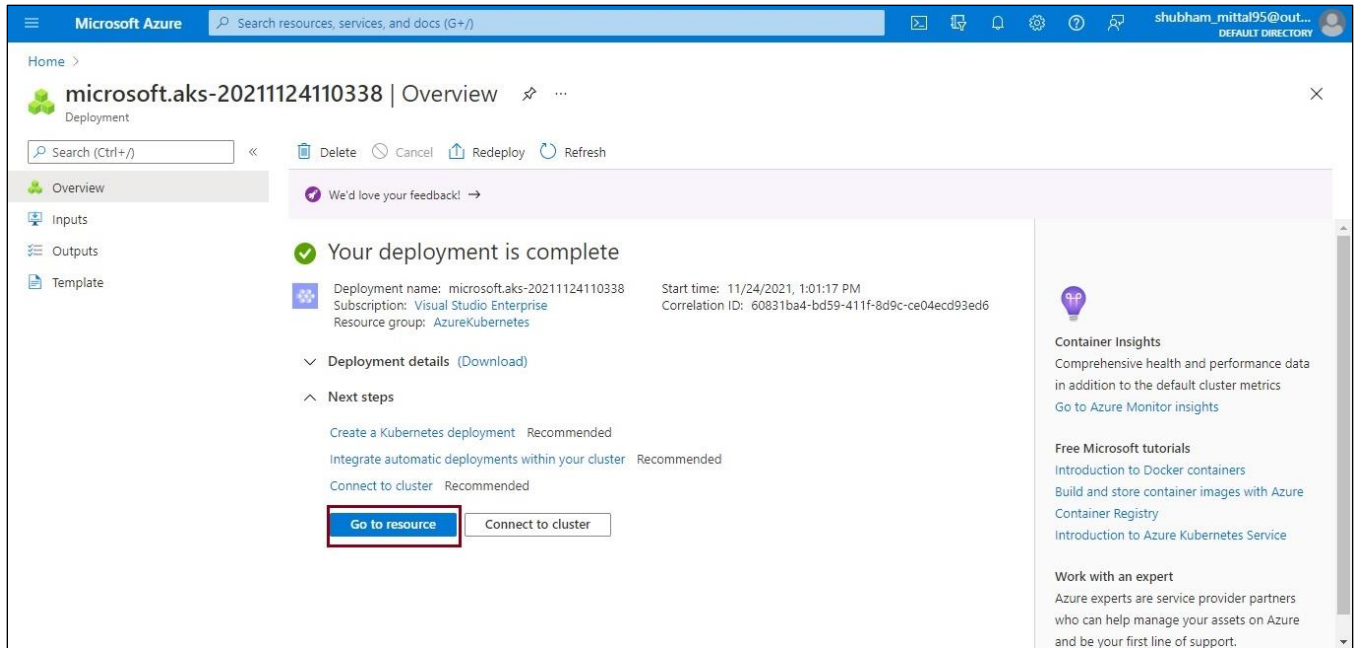 Microsoft Azure
Search resources, services, and docs (G+/)
shubham_mittal95@out...
DEFAULT DIRECTORY
Home >
microsoft.aks-20211124110338 | Overview
Deployment
Search (Ctrl+/)
«
Delete Cancel Redeploy Refresh
Overview
Inputs
Outputs
Template
We'd love your feedback! →
Your deployment is complete
Deployment name: microsoft.aks-20211124110338
Subscription: Visual Studio Enterprise
Resource group: AzureKubernetes
Start time: 11/24/2021, 1:01:17 PM
Correlation ID: 60831ba4-bd59-411f-8d9c-ce04ecd93ed6
Deployment details (Download)
Next steps
Create a Kubernetes deployment Recommended
Integrate automatic deployments within your cluster Recommended
Connect to cluster Recommended
Go to resource
Connect to cluster
Container Insights
Comprehensive health and performance data
in addition to the default cluster metrics
Go to Azure Monitor insights
Free Microsoft tutorials
Introduction to Docker containers
Build and store container images with Azure
Container Registry
Introduction to Azure Kubernetes Service
Work with an expert
Azure experts are service provider partners
who can help manage your assets on Azure
and be your first line of support.